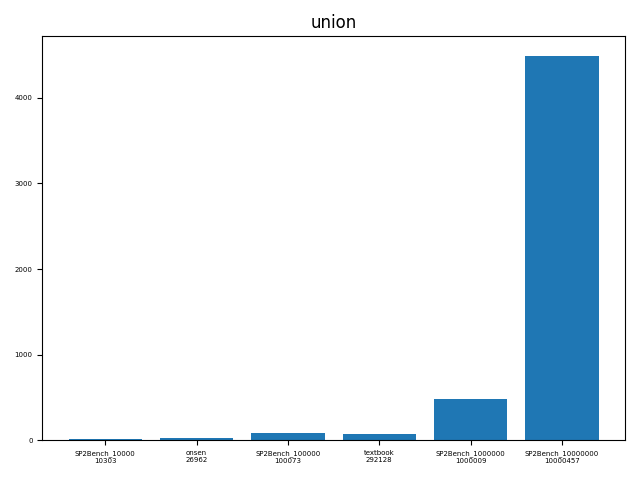 union
4000
3000
2000
1000
0
SP2Bench_10000
10303
onsen
26962
SP2Bench_100000
100073
textbook
292128
SP2Bench_1000000
1000009
SP2Bench_10000000
10000457